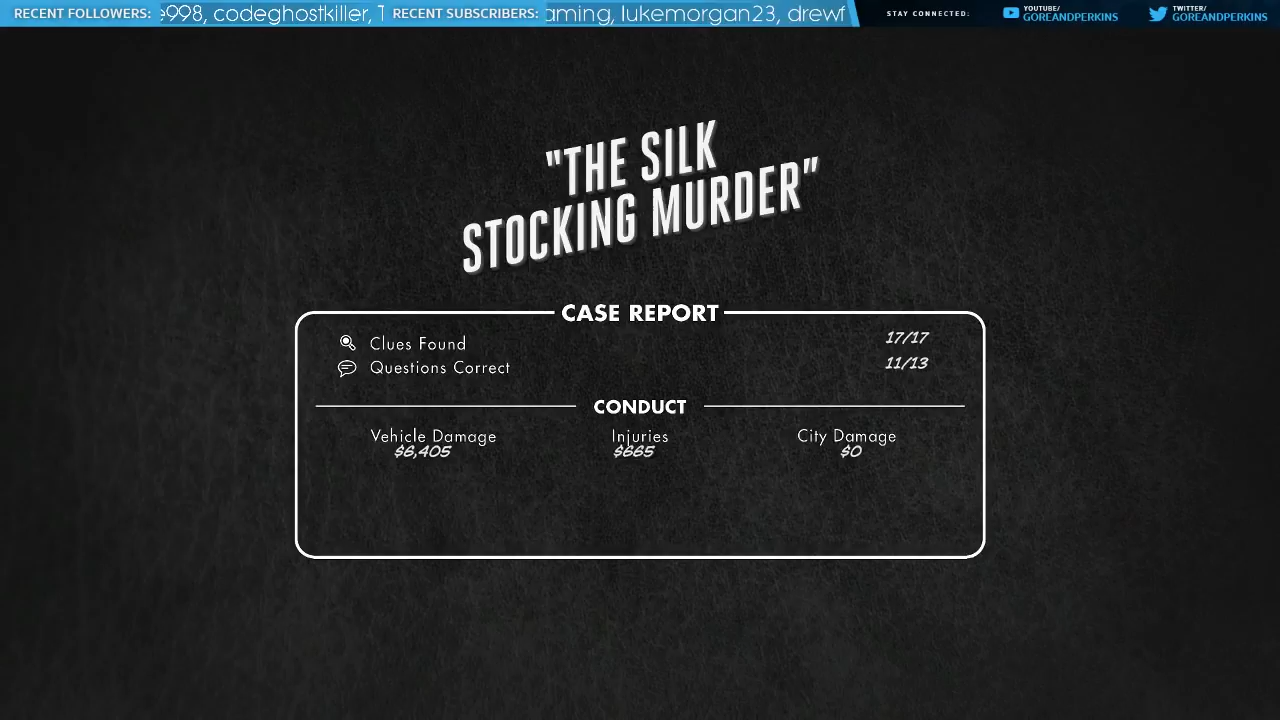 RECENT FOLLOWERS: e998, codeghostkiller, RECENT SUBSCRIBERS: aming, lukemorgan23, drewf STAY CONNECTED: YOUTUBE/ GOREANDPERKINS TWITTER/ GOREANDPERKINS
"THE SILK
STOCKING MURDER"
CASE REPORT
Clues Found 17/17
Questions Correct 11/13
CONDUCT
Vehicle Damage Injuries City Damage
$6,405 $665 $0